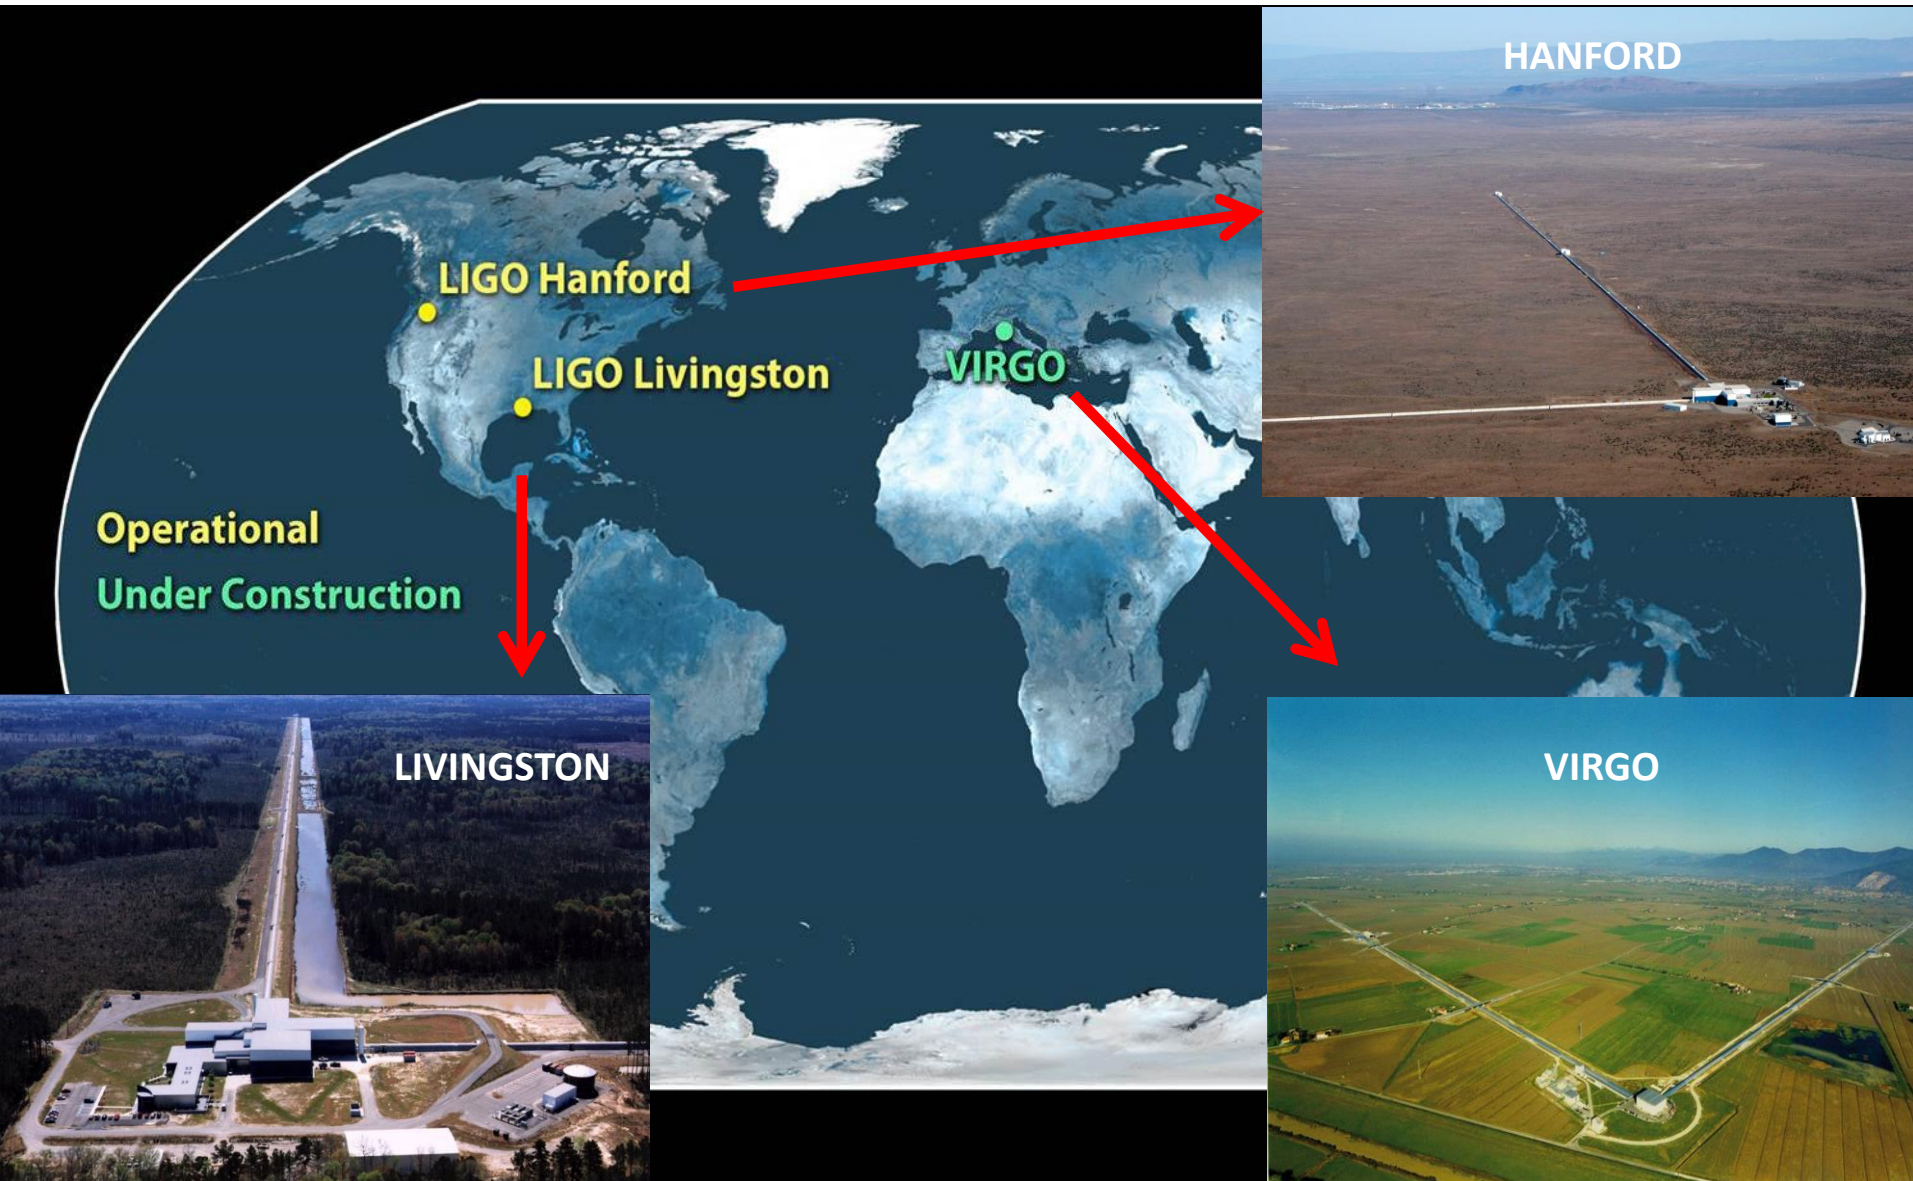 HANFORD
LIGO Hanford
LIGO Livingston
VIRGO
Operational
Under Construction
LIVINGSTON
VIRGO